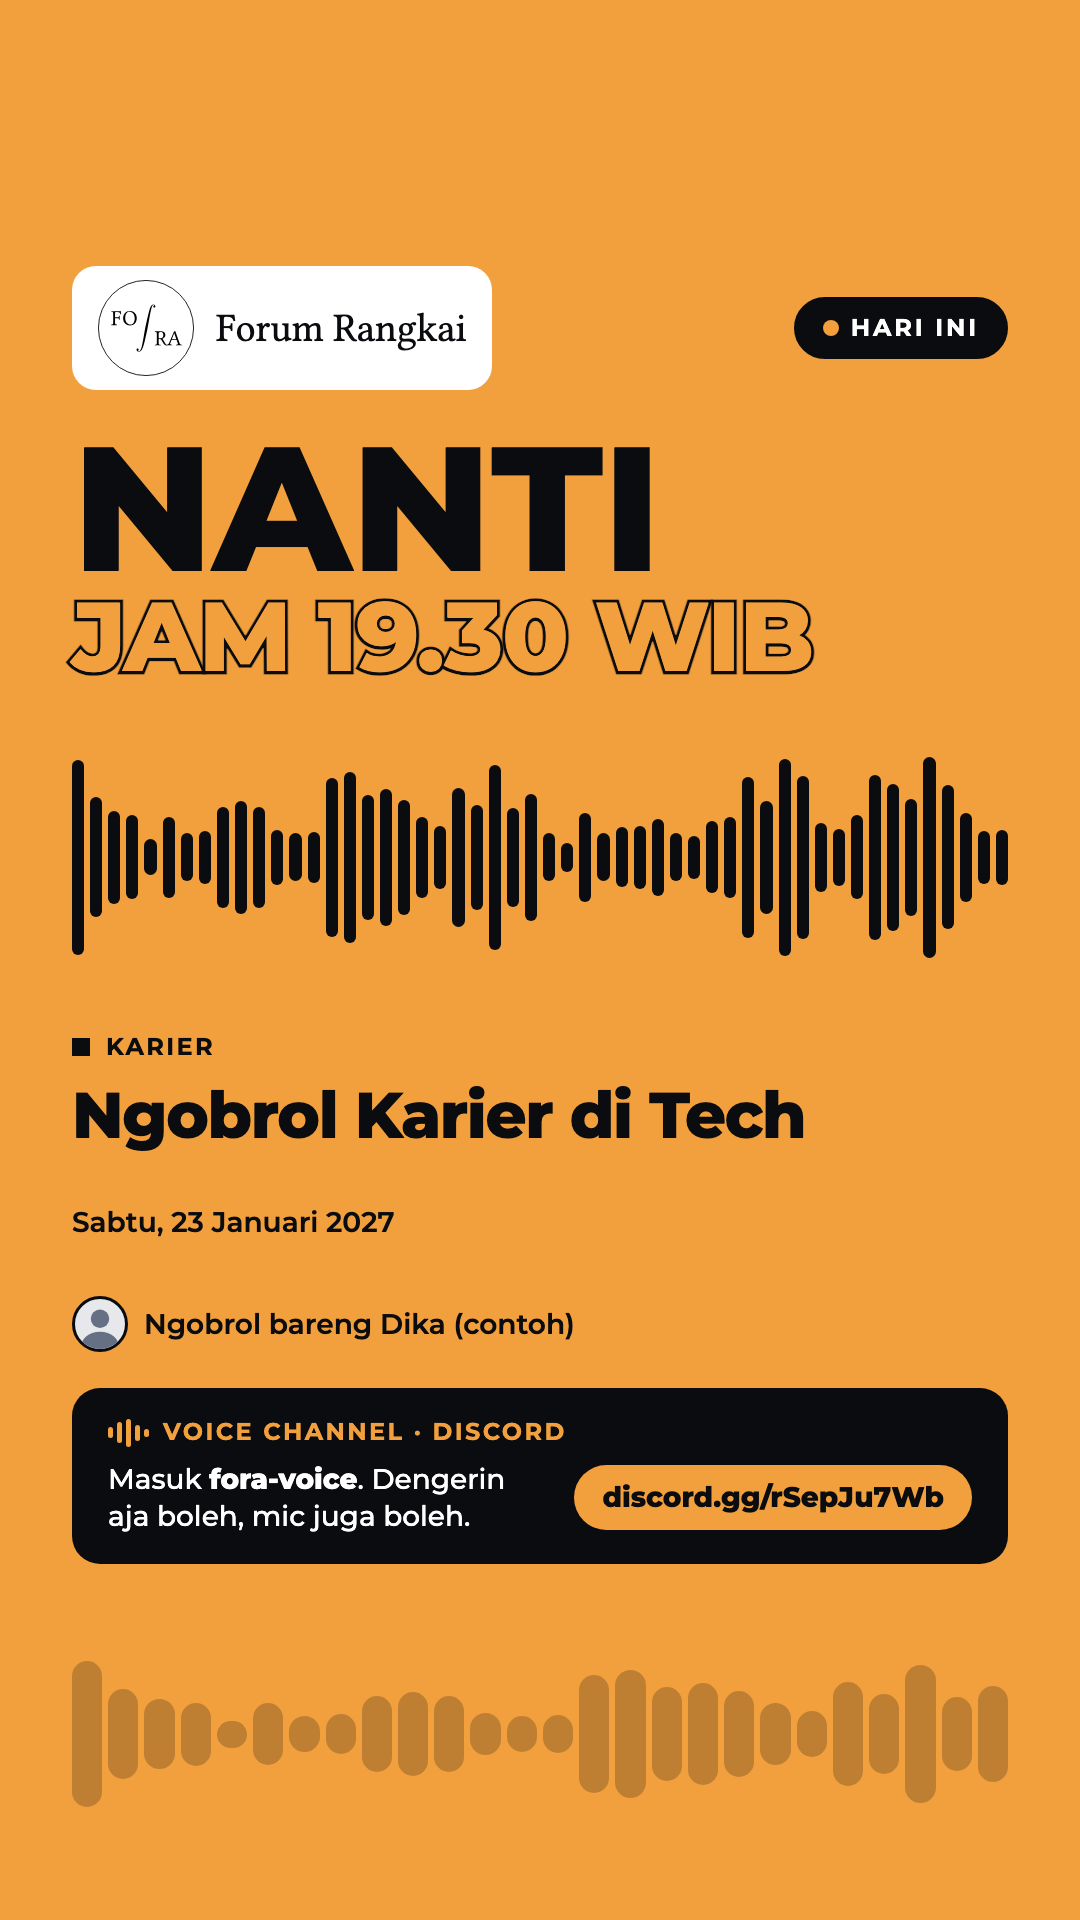 FO RA
Forum Rangkai
HARI INI
NANTI
JAM 19.30 WIB
KARIER
Ngobrol Karier di Tech
Sabtu, 23 Januari 2027
Ngobrol bareng Dika (contoh)
VOICE CHANNEL · DISCORD
Masuk fora-voice. Dengerin
aja boleh, mic juga boleh.
discord.gg/rSepJu7Wb